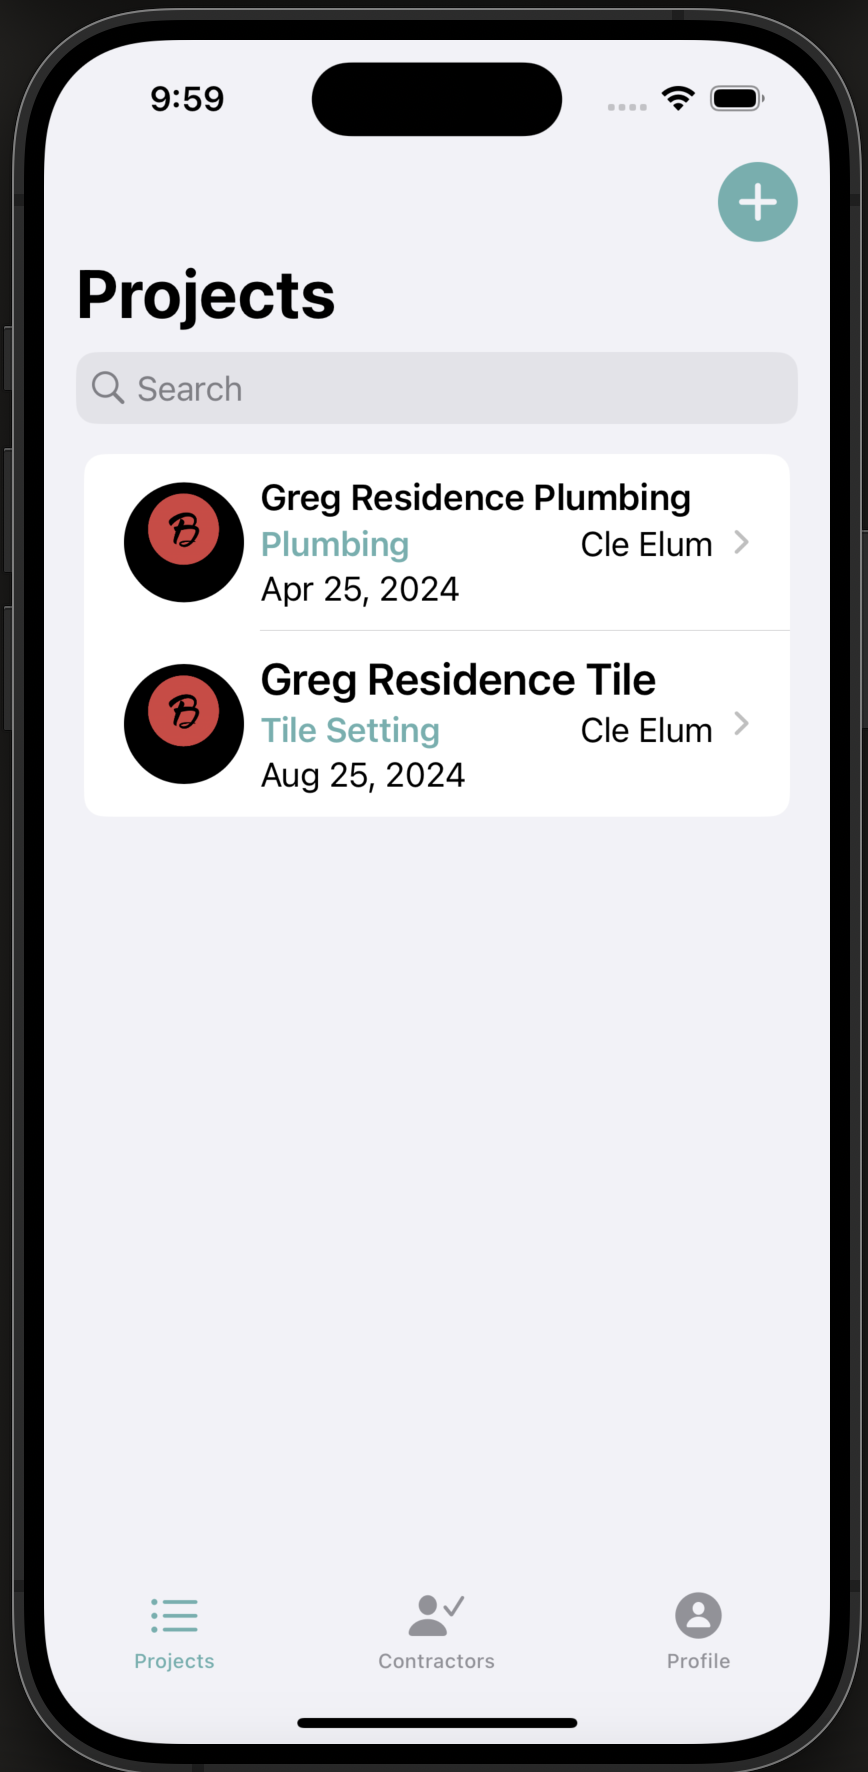 9:59
Projects
Search
B
Greg Residence Plumbing
Plumbing Cle Elum
Apr 25, 2024
B
Greg Residence Tile
Tile Setting Cle Elum
Aug 25, 2024
Projects Contractors Profile